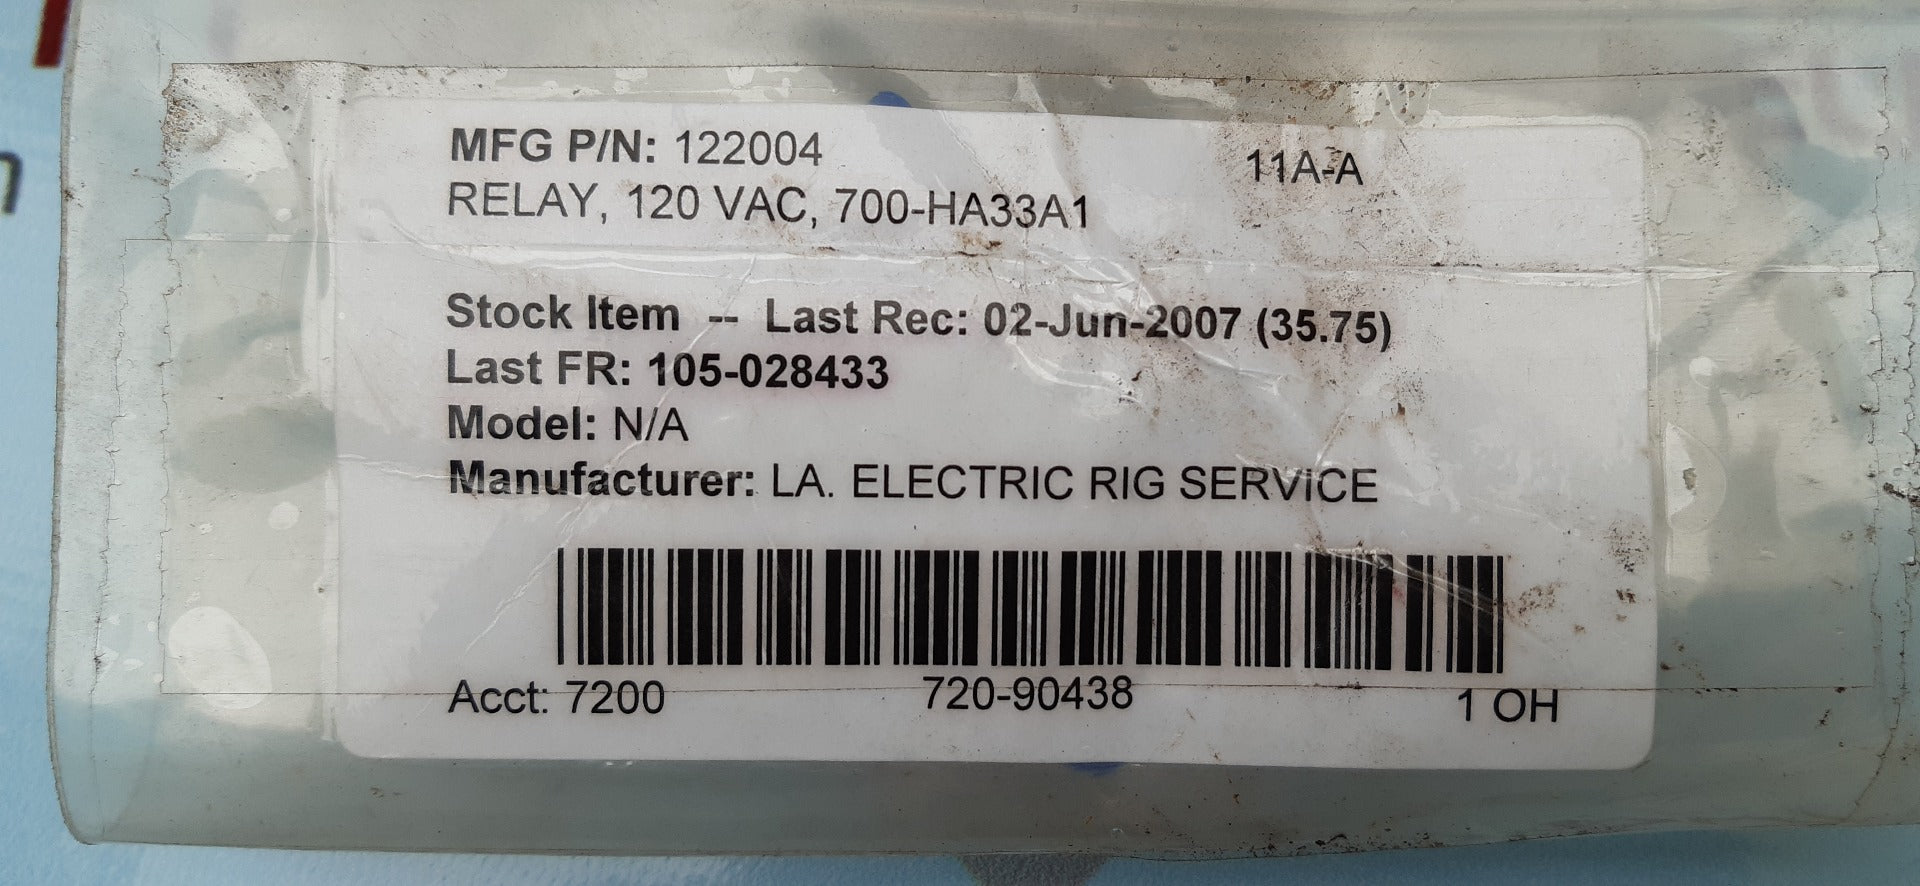 MFG P/N: 122004
11A-A
RELAY, 120 VAC, 700-HA33A1
Stock Item -- Last Rec: 02-Jun-2007 (35.75)
Last FR: 105-028433
Model: N/A
Manufacturer: LA. ELECTRIC RIG SERVICE
Acct: 7200 720-90438 1 OH